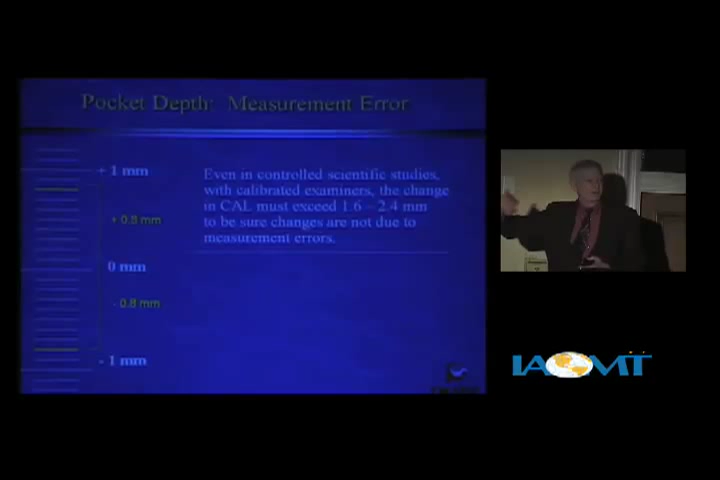 Pocket Depth: Measurement Error
+ 1 mm
+ 0.8 mm
0 mm
- 0.8 mm
- 1 mm
Even in controlled scientific studies,
with calibrated examiners, the change
in CAL must exceed 1.6 – 2.4 mm
to be sure changes are not due to
measurement errors.
IAOMT